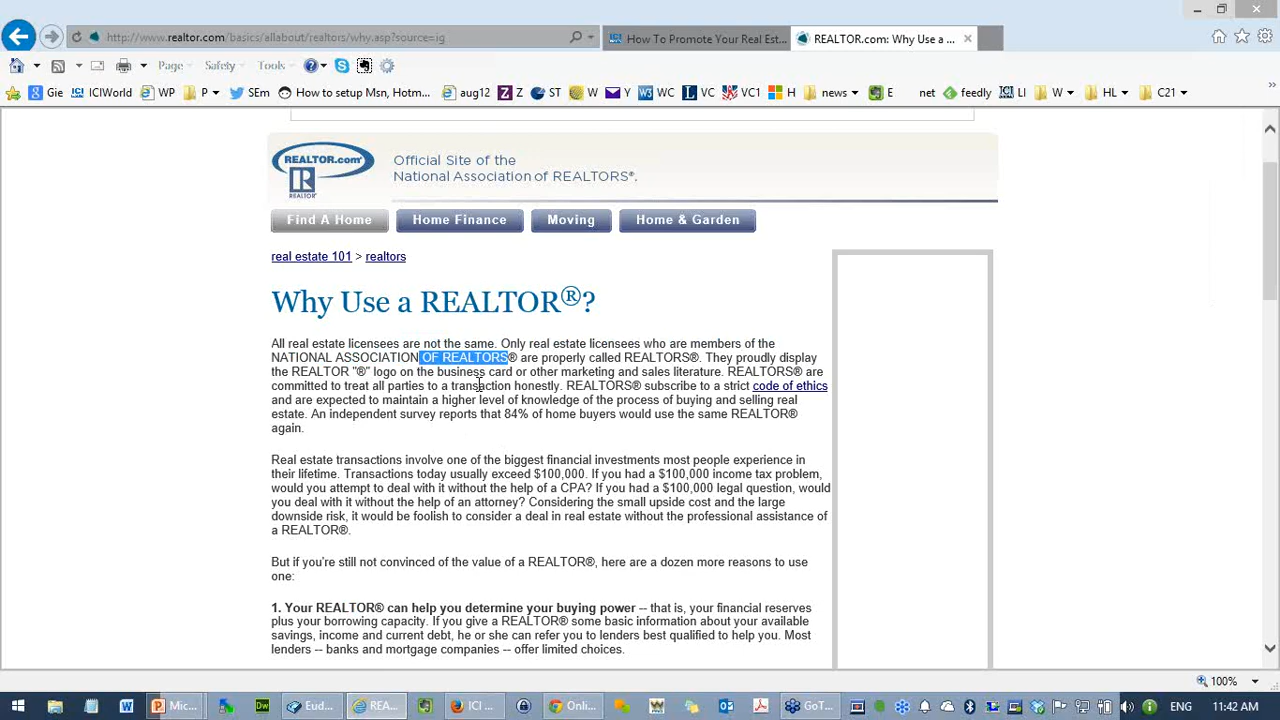 http://www.realtor.com/basics/allabout/realtors/why.asp?source=ig
How To Promote Your Real Est...
REALTOR.com: Why Use a ...
Page
Safety
Tools
Gie
ICIWorld
WP
P
SEm
How to setup Msn, Hotm...
aug12
Z
ST
W
Y
WC
VC
VC1
H
news
E
net
feedly
LI
W
HL
C21
REALTOR.com®
REALTOR
Official Site of the
National Association of REALTORS®.
Find A Home
Home Finance
Moving
Home & Garden
real estate 101 > realtors
Why Use a REALTOR®?
All real estate licensees are not the same. Only real estate licensees who are members of the
NATIONAL ASSOCIATION OF REALTORS® are properly called REALTORS®. They proudly display
the REALTOR "®" logo on the business card or other marketing and sales literature. REALTORS® are
committed to treat all parties to a transaction honestly. REALTORS® subscribe to a strict code of ethics
and are expected to maintain a higher level of knowledge of the process of buying and selling real
estate. An independent survey reports that 84% of home buyers would use the same REALTOR®
again.
Real estate transactions involve one of the biggest financial investments most people experience in
their lifetime. Transactions today usually exceed $100,000. If you had a $100,000 income tax problem,
would you attempt to deal with it without the help of a CPA? If you had a $100,000 legal question, would
you deal with it without the help of an attorney? Considering the small upside cost and the large
downside risk, it would be foolish to consider a deal in real estate without the professional assistance of
a REALTOR®.
But if you're still not convinced of the value of a REALTOR®, here are a dozen more reasons to use
one:
1. Your REALTOR® can help you determine your buying power -- that is, your financial reserves
plus your borrowing capacity. If you give a REALTOR® some basic information about your available
savings, income and current debt, he or she can refer you to lenders best qualified to help you. Most
lenders -- banks and mortgage companies -- offer limited choices.
100%
Mic...
Eud...
REA...
ICI ...
Onli...
GoT...
ENG
11:42 AM